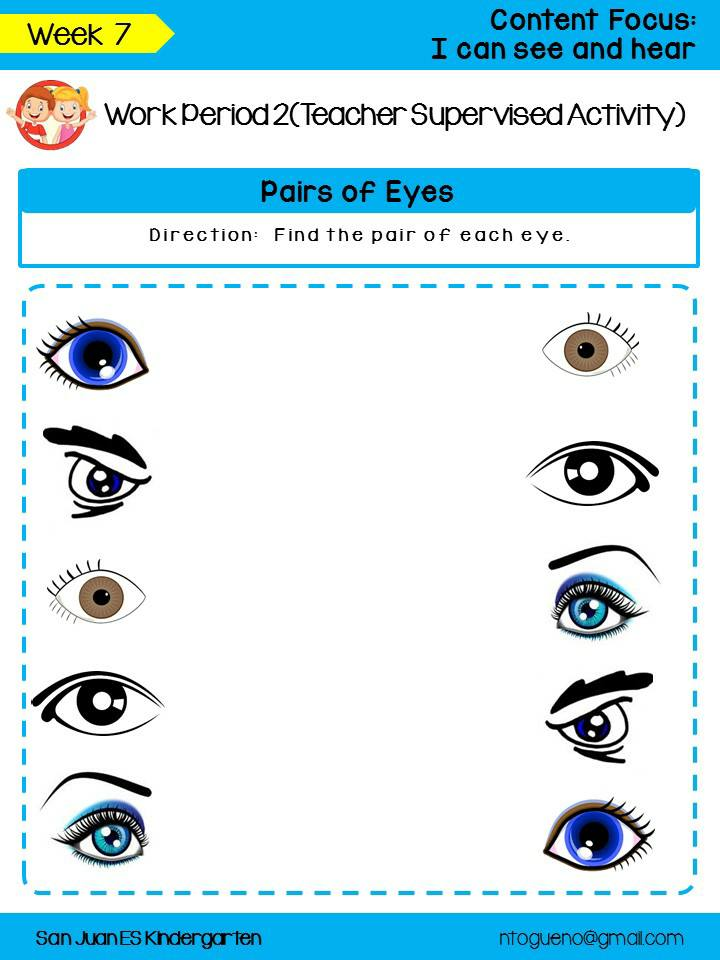 Week 7
Content Focus:
I can see and hear
Work Period 2(Teacher Supervised Activity)
Pairs of Eyes
Direction: Find the pair of each eye.
San Juan ES Kindergarten
ntogueno@gmail.com